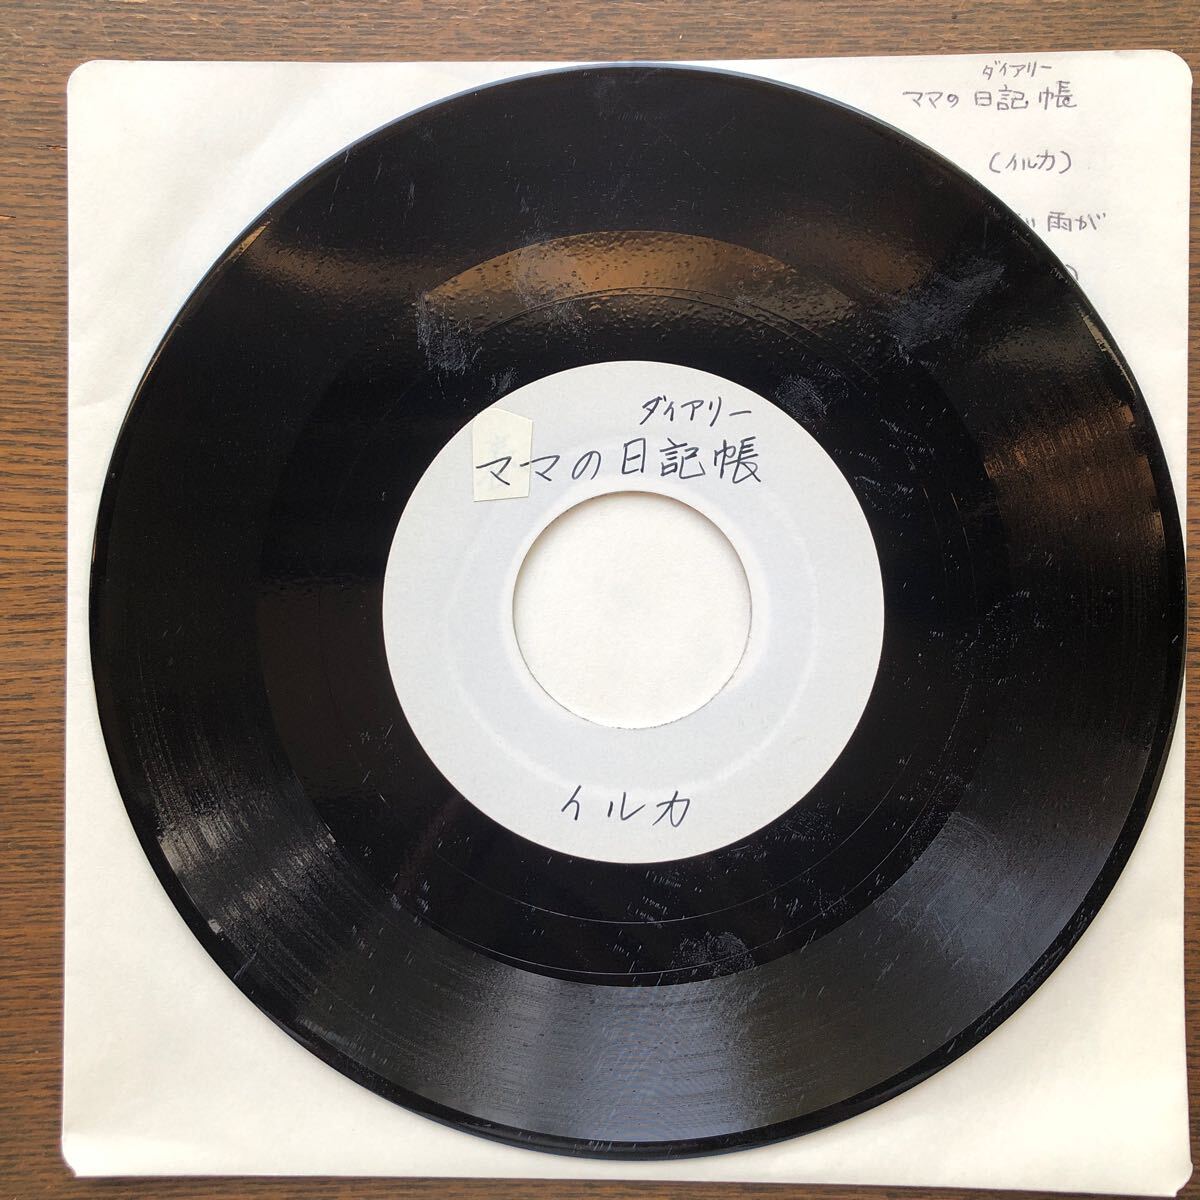 ダイアリー
ママの日記帳
(イルカ)
雨が
ダイアリー
ママの日記帳
イルカ